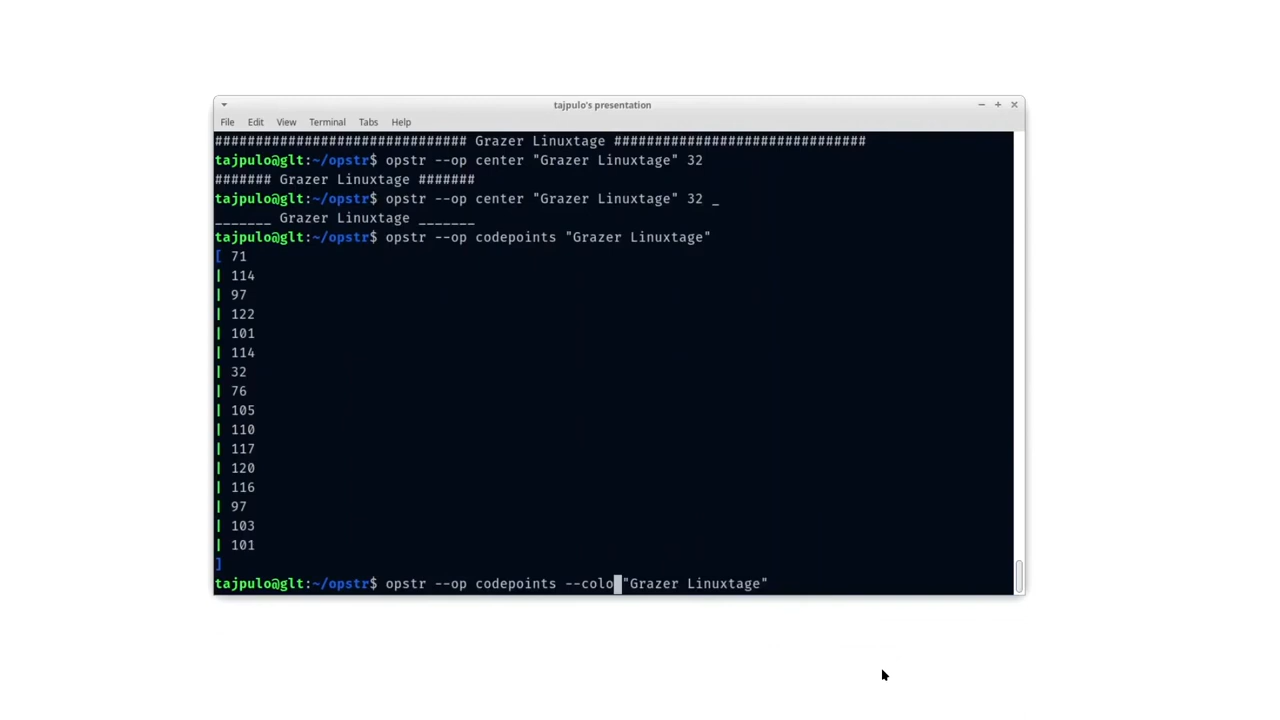 tajpulo's presentation
File Edit View Terminal Tabs Help
############################### Grazer Linuxtage ###############################
tajpulo@glt:~/opstr$ opstr --op center "Grazer Linuxtage" 32
####### Grazer Linuxtage #######
tajpulo@glt:~/opstr$ opstr --op center "Grazer Linuxtage" 32 _
_______ Grazer Linuxtage _______
tajpulo@glt:~/opstr$ opstr --op codepoints "Grazer Linuxtage"
[ 71
| 114
| 97
| 122
| 101
| 114
| 32
| 76
| 105
| 110
| 117
| 120
| 116
| 97
| 103
| 101
]
tajpulo@glt:~/opstr$ opstr --op codepoints --colo "Grazer Linuxtage"